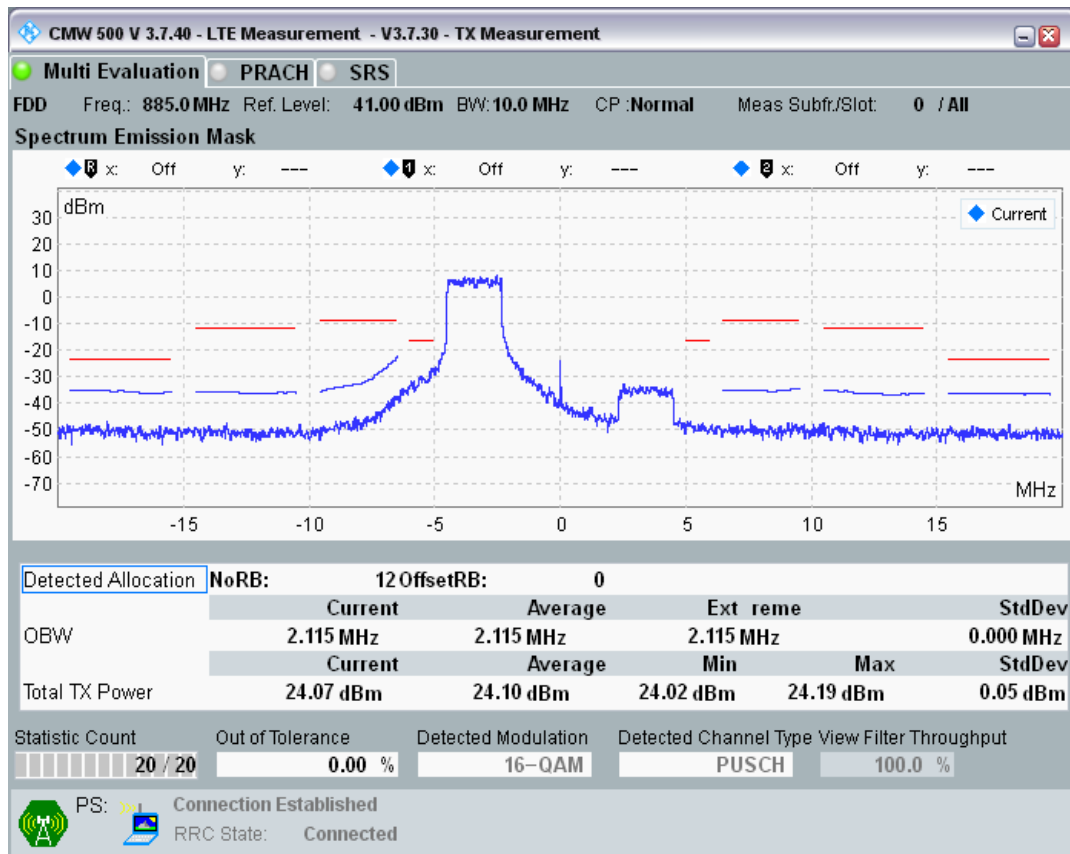 CMW 500 V 3.7.40 - LTE Measurement - V3.7.30 - TX Measurement
Multi Evaluation PRACH SRS
FDD Freq.: 885.0 MHz Ref. Level: 41.00 dBm BW: 10.0 MHz CP :Normal Meas Subfr./Slot: 0 / All
Spectrum Emission Mask
R x: Off y: --- 1 x: Off y: --- 2 x: Off y: ---
dBm
Current
30
20
10
0
-10
-20
-30
-40
-50
-60
-70
MHz
-15 -10 -5 0 5 10 15
Detected Allocation NoRB: 12 OffsetRB: 0
Current Average Ext reme StdDev
OBW 2.115 MHz 2.115 MHz 2.115 MHz 0.000 MHz
Current Average Min Max StdDev
Total TX Power 24.07 dBm 24.10 dBm 24.02 dBm 24.19 dBm 0.05 dBm
Statistic Count Out of Tolerance Detected Modulation Detected Channel Type View Filter Throughput
20 / 20 0.00 % 16-QAM PUSCH 100.0 %
PS: Connection Established
RRC State: Connected